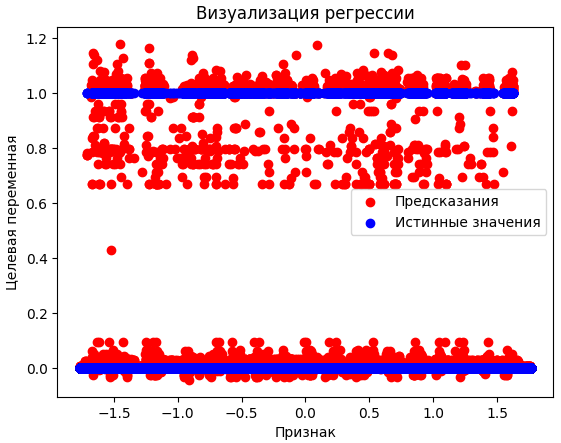 Визуализация регрессии
Целевая переменная
1.2
1.0
0.8
0.6
0.4
0.2
0.0
Предсказания
Истинные значения
−1.5 −1.0 −0.5 0.0 0.5 1.0 1.5
Признак